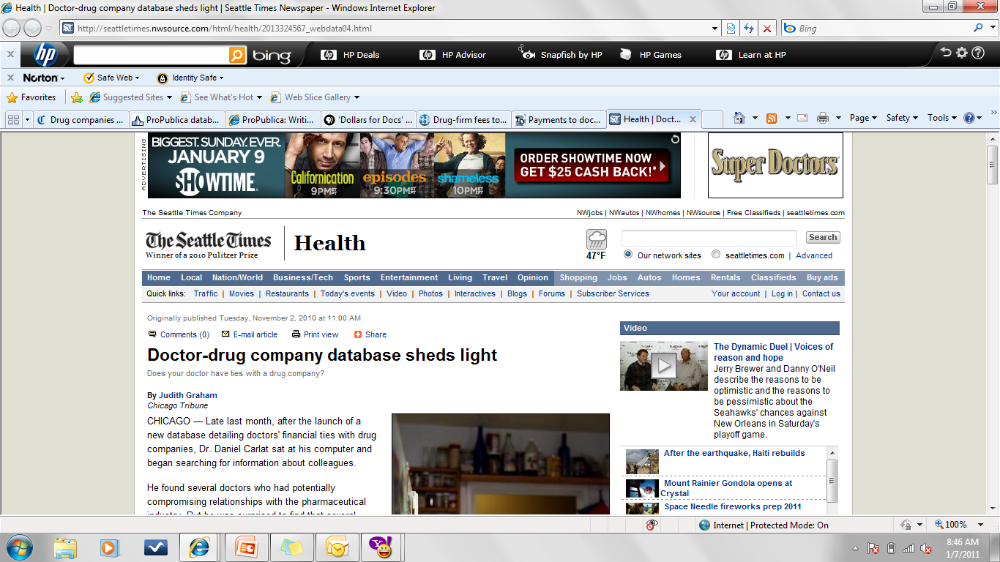 Health | Doctor-drug company database sheds light | Seattle Times Newspaper - Windows Internet Explorer
http://seattletimes.nwsource.com/html/health/2013324567_webdata04.html
Bing
hp bing HP Deals HP Advisor Snapfish by HP HP Games Learn at HP
Norton Safe Web Identity Safe
Favorites Suggested Sites See What's Hot Web Slice Gallery
Drug companies ... ProPublica datab... ProPublica: Writi... 'Dollars for Docs' ... Drug-firm fees to... Payments to doc... Health | Doct... Page Safety Tools
ADVERTISING
BIGGEST. SUNDAY. EVER.
JANUARY 9
SHOWTIME.
Californication
9PM
episodes
9:30PM
shameless
10PM
ORDER SHOWTIME NOW
GET $25 CASH BACK!*
Super Doctors
The Seattle Times Company
NWjobs | NWautos | NWhomes | NWsource | Free Classifieds | seattletimes.com
The Seattle Times
Winner of a 2010 Pulitzer Prize
Health
47°F
Search
Our network sites seattletimes.com | Advanced
Home Local Nation/World Business/Tech Sports Entertainment Living Travel Opinion Shopping Jobs Autos Homes Rentals Classifieds Buy ads
Quick links: Traffic | Movies | Restaurants | Today's events | Video | Photos | Interactives | Blogs | Forums | Subscriber Services Your account | Log in | Contact us
Originally published Tuesday, November 2, 2010 at 11:00 AM
Comments (0) E-mail article Print view Share
Doctor-drug company database sheds light
Does your doctor have ties with a drug company?
By Judith Graham
Chicago Tribune
CHICAGO — Late last month, after the launch of a
new database detailing doctors' financial ties with drug
companies, Dr. Daniel Carlat sat at his computer and
began searching for information about colleagues.
He found several doctors who had potentially
compromising relationships with the pharmaceutical
industry. But he was surprised to find that several
Video
The Dynamic Duel | Voices of
reason and hope
Jerry Brewer and Danny O'Neil
describe the reasons to be
optimistic and the reasons to
be pessimistic about the
Seahawks' chances against
New Orleans in Saturday's
playoff game.
After the earthquake, Haiti rebuilds
Mount Rainier Gondola opens at
Crystal
Space Needle fireworks prep 2011
Internet | Protected Mode: On
100%
8:46 AM
1/7/2011